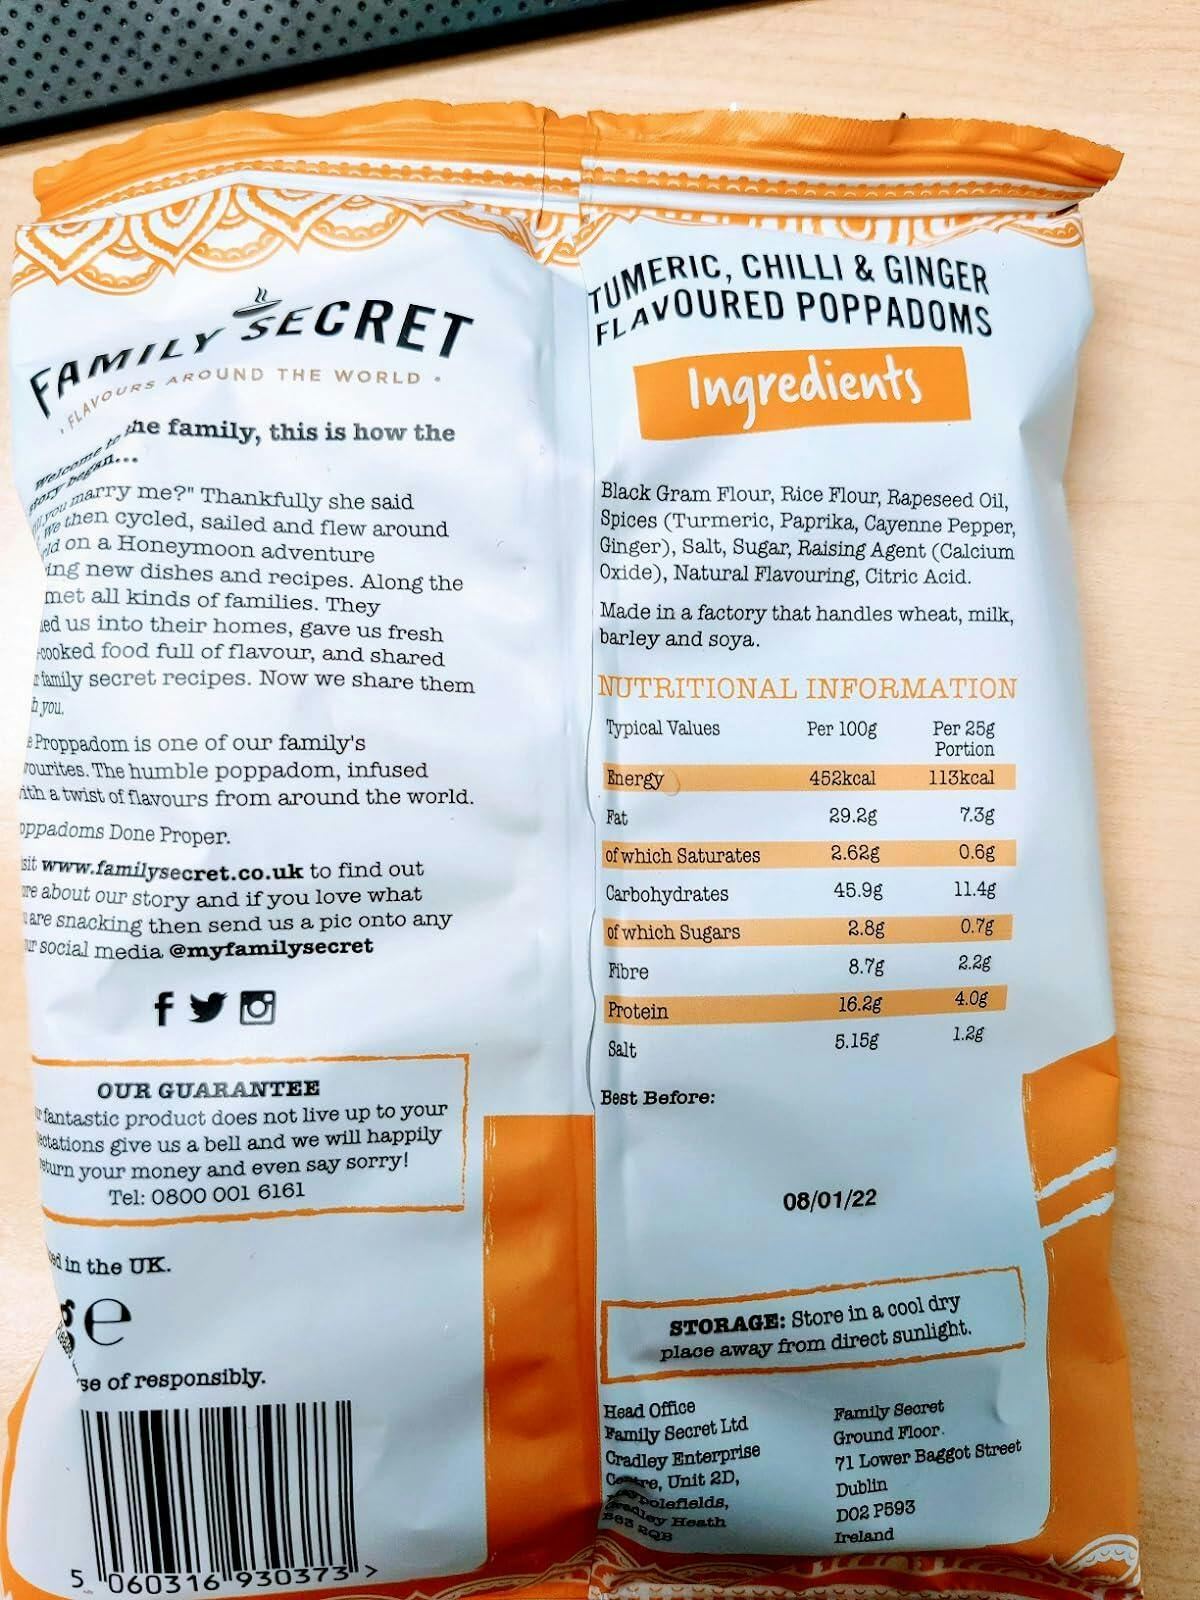 FAMILY SECRET
• FLAVOURS AROUND THE WORLD •
Welcome to the family, this is how the
story began...
you marry me?" Thankfully she said
We then cycled, sailed and flew around
on a Honeymoon adventure
new dishes and recipes. Along the
met all kinds of families. They
us into their homes, gave us fresh
cooked food full of flavour, and shared
family secret recipes. Now we share them
you.
Proppadom is one of our family's
The humble poppadom, infused
a twist of flavours from around the world.
Done Proper.
www.familysecret.co.uk to find out
about our story and if you love what
are snacking then send us a pic onto any
social media @myfamilysecret
OUR GUARANTEE
fantastic product does not live up to your
give us a bell and we will happily
your money and even say sorry!
Tel: 0800 001 6161
in the UK.
g e
of responsibly.
5 060316 930373 >
TUMERIC, CHILLI & GINGER
FLAVOURED POPPADOMS
Ingredients
Black Gram Flour, Rice Flour, Rapeseed Oil,
Spices (Turmeric, Paprika, Cayenne Pepper,
Ginger), Salt, Sugar, Raising Agent (Calcium
Oxide), Natural Flavouring, Citric Acid.
Made in a factory that handles wheat, milk,
barley and soya.
NUTRITIONAL INFORMATION
Typical Values Per 100g Per 25g
Portion
Energy 452kcal 113kcal
Fat 29.2g 7.3g
of which Saturates 2.62g 0.6g
Carbohydrates 45.9g 11.4g
of which Sugars 2.8g 0.7g
Fibre 8.7g 2.2g
Protein 16.2g 4.0g
Salt 5.15g 1.2g
Best Before:
08/01/22
STORAGE: Store in a cool dry
place away from direct sunlight.
Head Office
Family Secret Ltd
Cradley Enterprise
Centre, Unit 2D,
Heath
Family Secret
Ground Floor.
71 Lower Baggot Street
Dublin
D02 P593
Ireland